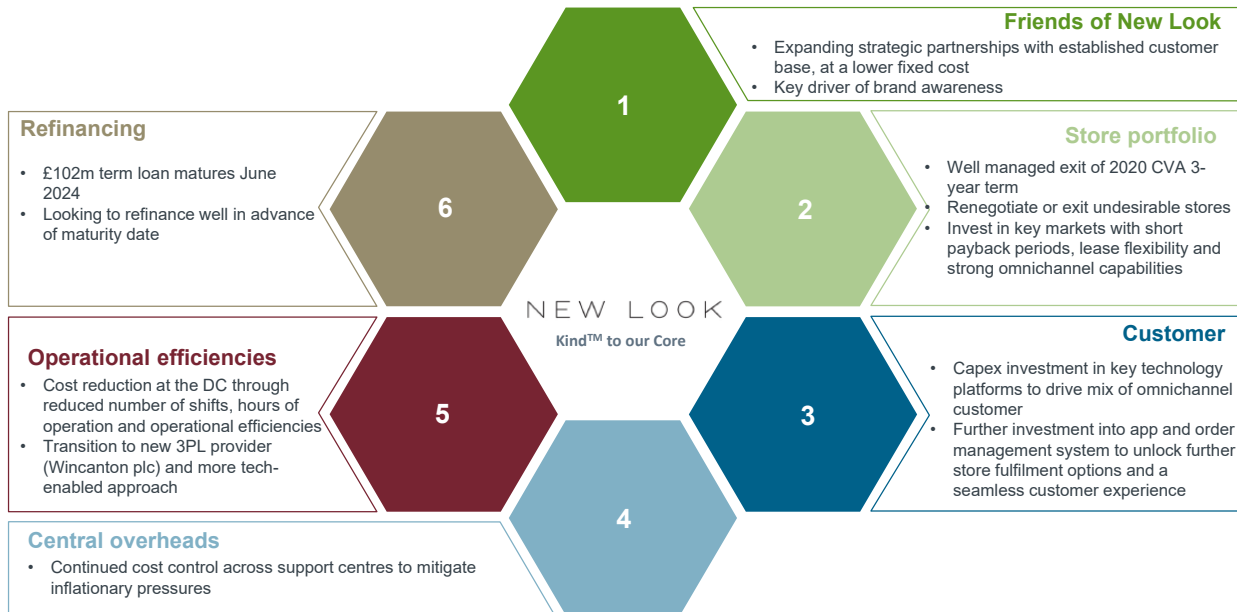 1
Friends of New Look
• Expanding strategic partnerships with established customer
base, at a lower fixed cost
• Key driver of brand awareness
2
Store portfolio
• Well managed exit of 2020 CVA 3-
year term
• Renegotiate or exit undesirable stores
• Invest in key markets with short
payback periods, lease flexibility and
strong omnichannel capabilities
3
Customer
• Capex investment in key technology
platforms to drive mix of omnichannel
customer
• Further investment into app and order
management system to unlock further
store fulfilment options and a
seamless customer experience
4
Central overheads
• Continued cost control across support centres to mitigate
inflationary pressures
5
Operational efficiencies
• Cost reduction at the DC through
reduced number of shifts, hours of
operation and operational efficiencies
• Transition to new 3PL provider
(Wincanton plc) and more tech-
enabled approach
6
Refinancing
• £102m term loan matures June
2024
• Looking to refinance well in advance
of maturity date
NEW LOOK
Kind™ to our Core